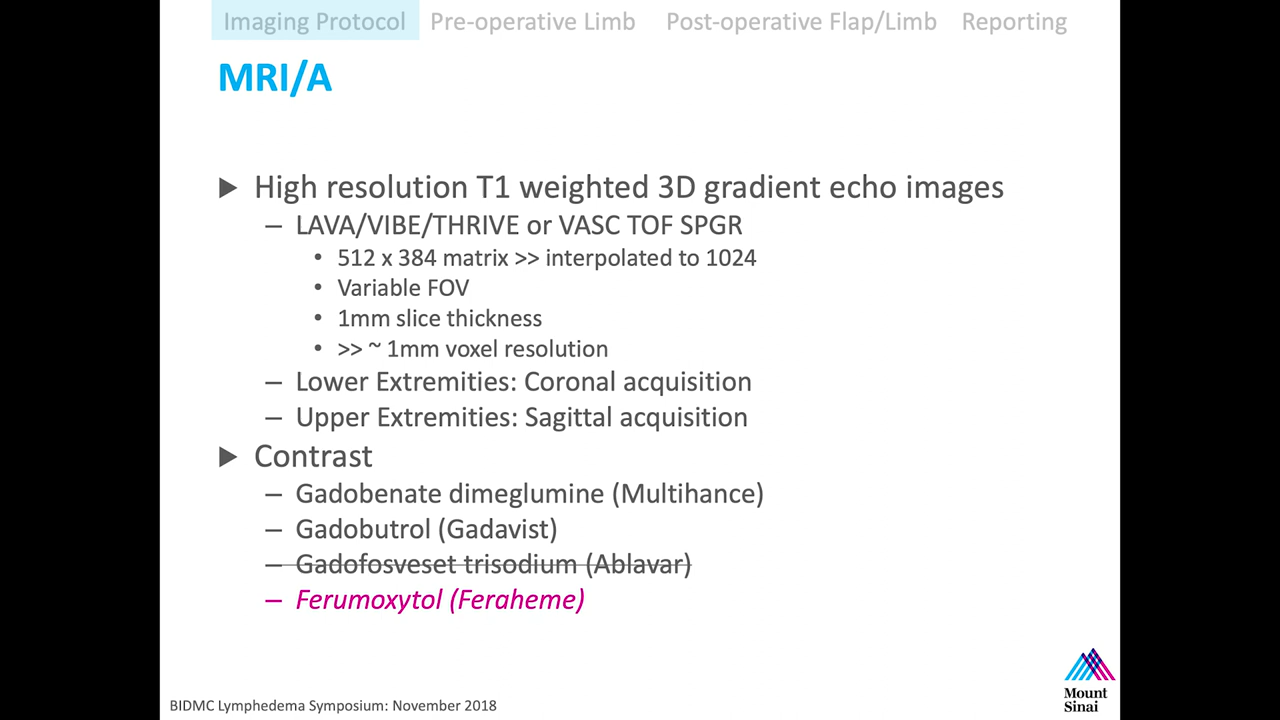 Imaging Protocol Pre-operative Limb Post-operative Flap/Limb Reporting
MRI/A
▶ High resolution T1 weighted 3D gradient echo images
– LAVA/VIBE/THRIVE or VASC TOF SPGR
• 512 x 384 matrix >> interpolated to 1024
• Variable FOV
• 1mm slice thickness
• >> ~ 1mm voxel resolution
– Lower Extremities: Coronal acquisition
– Upper Extremities: Sagittal acquisition
▶ Contrast
– Gadobenate dimeglumine (Multihance)
– Gadobutrol (Gadavist)
– Gadofosveset trisodium (Ablavar)
– Ferumoxytol (Feraheme)
Mount
Sinai
BIDMC Lymphedema Symposium: November 2018